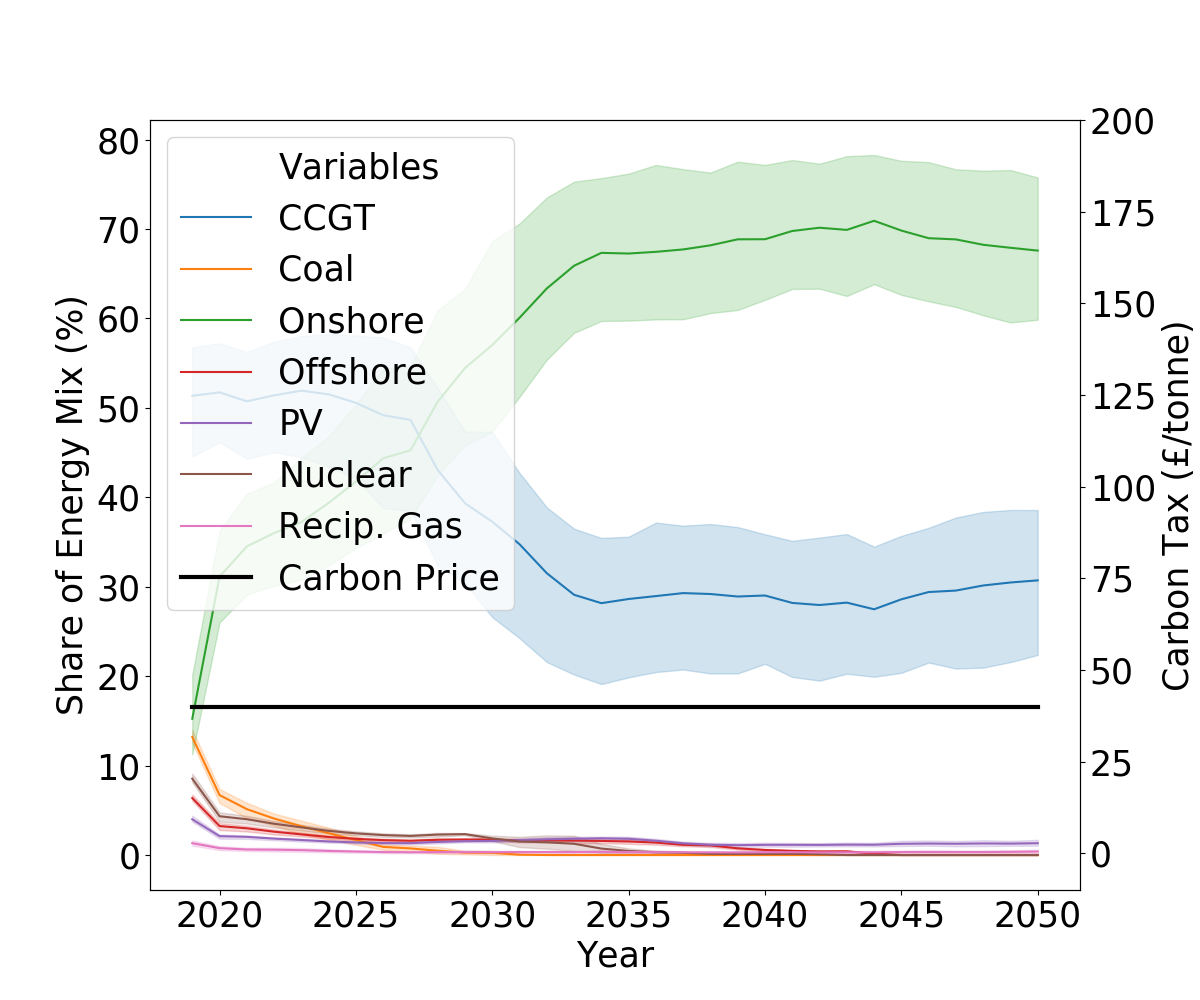 Variables
CCGT
Coal
Onshore
Offshore
PV
Nuclear
Recip. Gas
Carbon Price
Share of Energy Mix (%)
80
70
60
50
40
30
20
10
0
Carbon Tax (£/tonne)
200
175
150
125
100
75
50
25
0
2020 2025 2030 2035 2040 2045 2050
Year